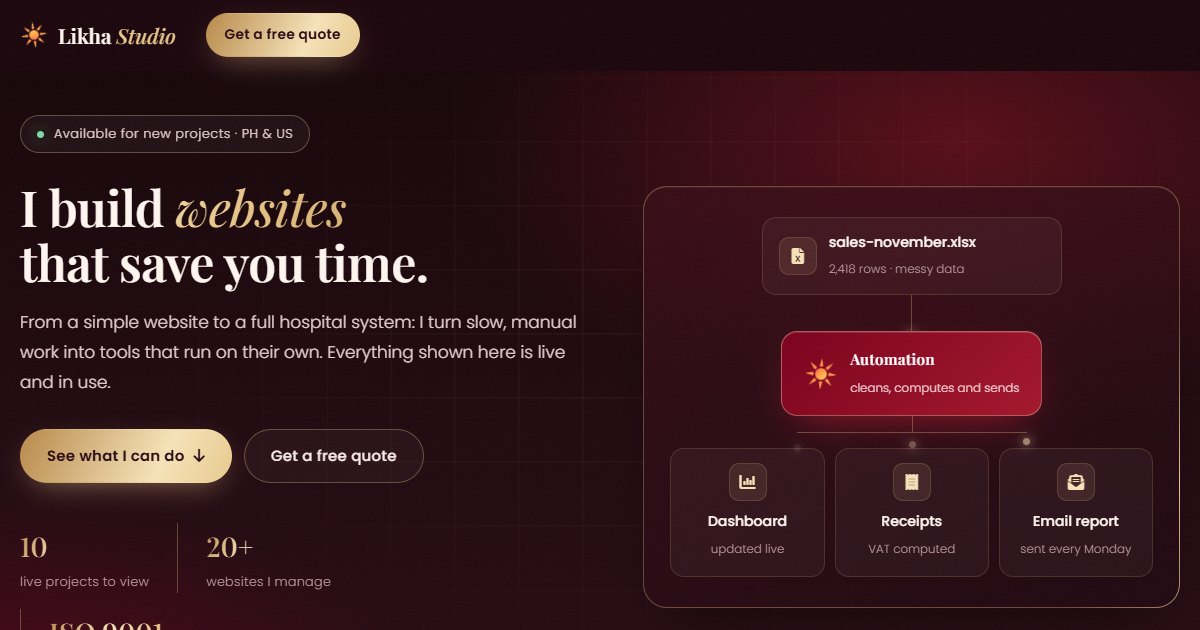 Likha Studio
Get a free quote
Available for new projects · PH & US
I build websites
that save you time.
From a simple website to a full hospital system: I turn slow, manual
work into tools that run on their own. Everything shown here is live
and in use.
See what I can do ↓
Get a free quote
10
live projects to view
20+
websites I manage
ISO 9001
sales-november.xlsx
2,418 rows · messy data
Automation
cleans, computes and sends
Dashboard
updated live
Receipts
VAT computed
Email report
sent every Monday